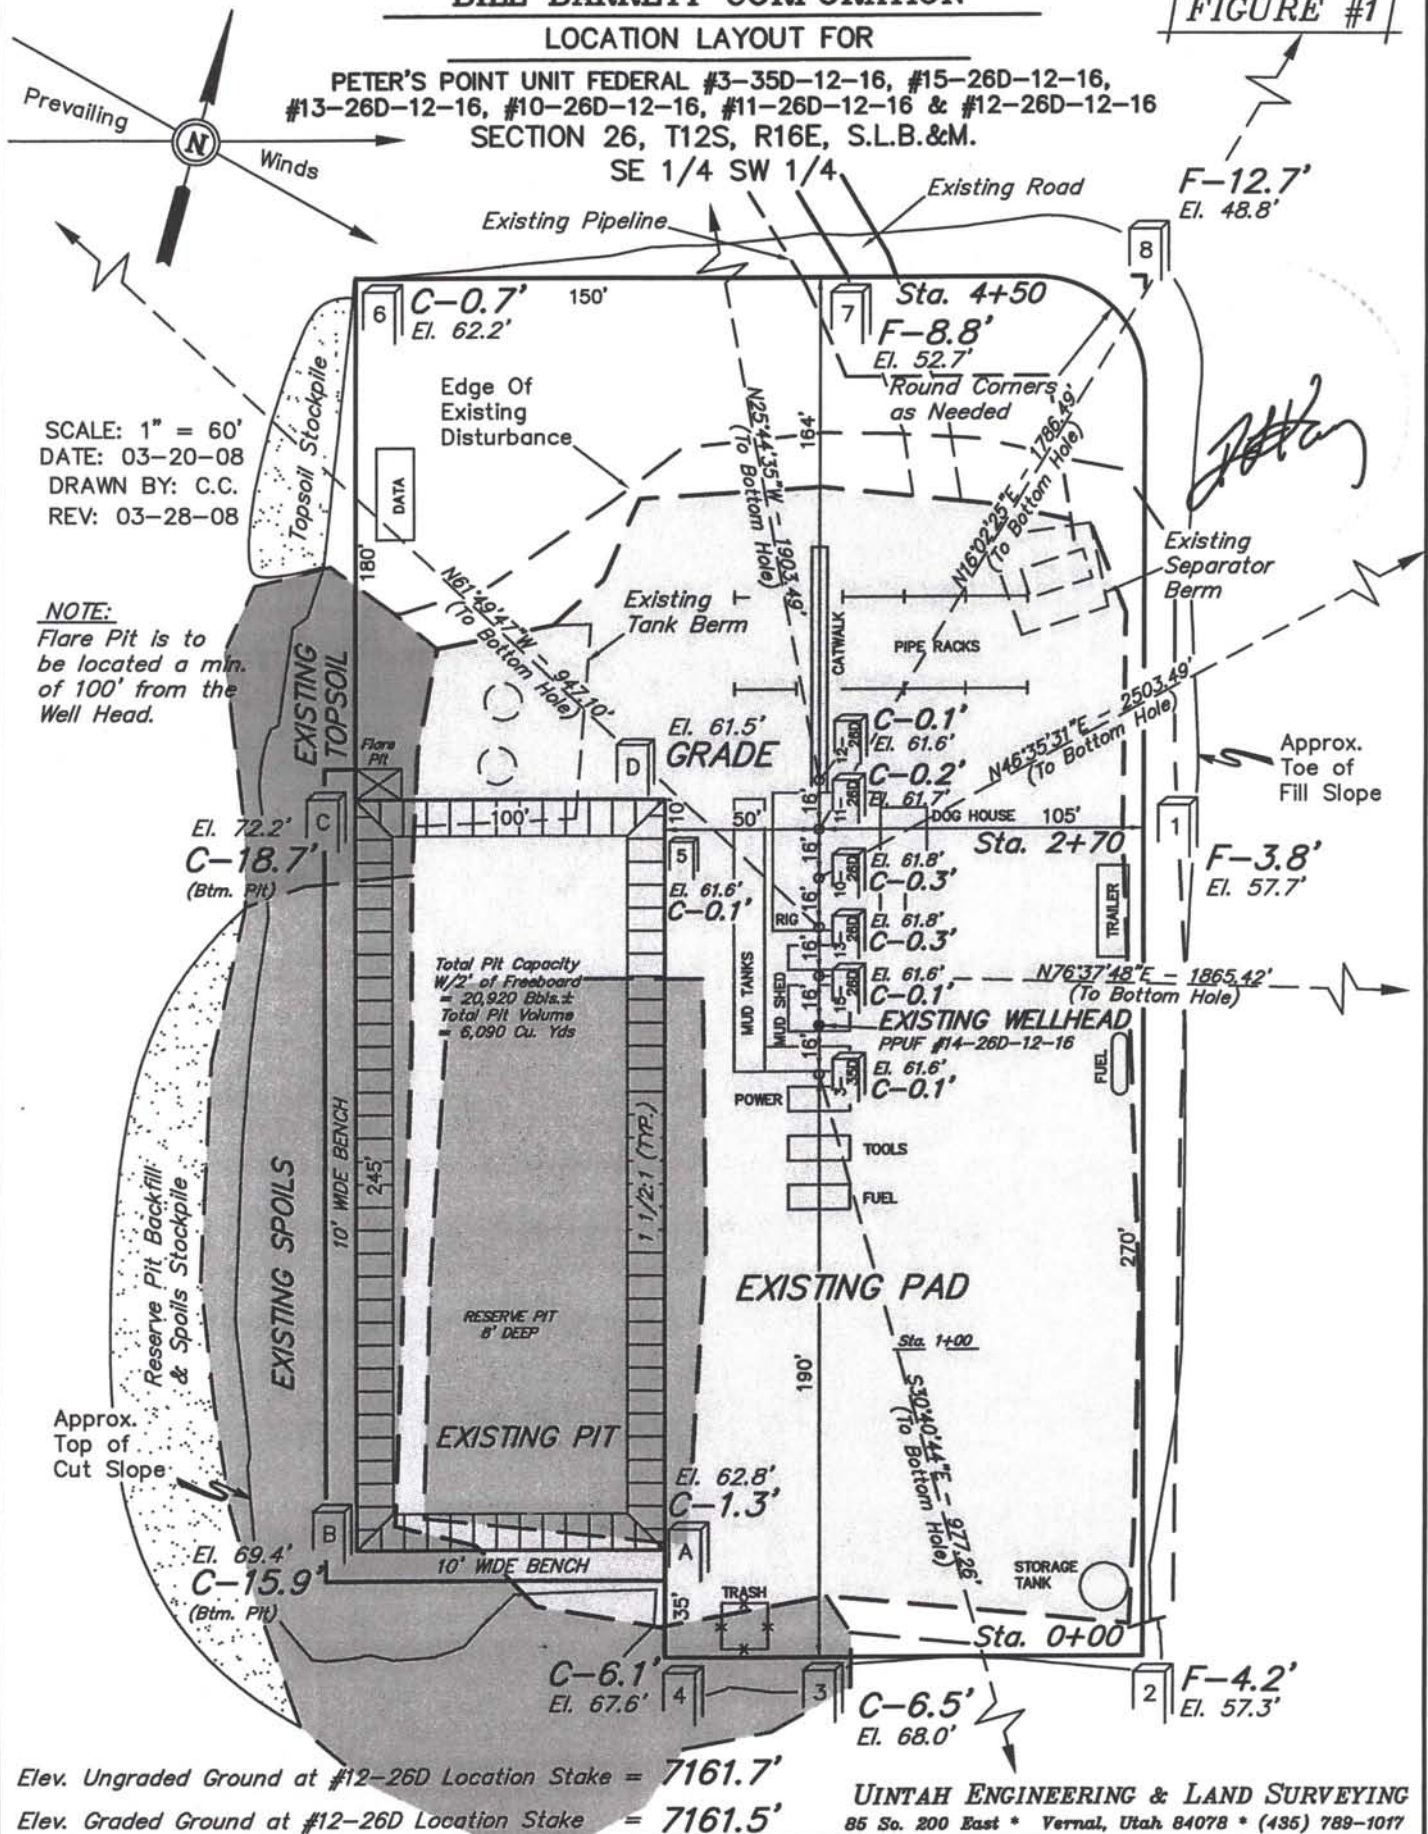 BILL BARRETT CORPORATION
FIGURE #1
LOCATION LAYOUT FOR
PETER'S POINT UNIT FEDERAL #3-35D-12-16, #15-26D-12-16,
#13-26D-12-16, #10-26D-12-16, #11-26D-12-16 & #12-26D-12-16
SECTION 26, T12S, R16E, S.L.B.&M.
SE 1/4 SW 1/4
Prevailing
Winds
N
Existing Pipeline
Existing Road
F-12.7'
El. 48.8'
8
6
C-0.7'
El. 62.2'
150'
7
Sta. 4+50
F-8.8'
El. 52.7'
Round Corners
as Needed
SCALE: 1" = 60'
DATE: 03-20-08
DRAWN BY: C.C.
REV: 03-28-08
Topsoil Stockpile
Edge Of
Existing
Disturbance
DATA
180'
164'
N25°44'35"W - 1903.49'
(To Bottom Hole)
N16°02'25"E - 1786.49'
(To Bottom Hole)
Existing
Separator
Berm
NOTE:
Flare Pit is to
be located a min.
of 100' from the
Well Head.
EXISTING
TOPSOIL
N61°49'47"W - 947.10'
(To Bottom Hole)
Existing
Tank Berm
CATWALK
PIPE RACKS
N46°35'31"E - 2503.49'
(To Bottom Hole)
Flare
Pit
D
El. 61.5'
GRADE
12-26D
C-0.1'
El. 61.6'
11-26D
C-0.2'
El. 61.7'
Approx.
Toe of
Fill Slope
C
El. 72.2'
C-18.7'
(Btm. Pit)
100'
10'
50'
16'
DOG HOUSE
105'
Sta. 2+70
1
F-3.8'
El. 57.7'
5
El. 61.6'
C-0.1'
16'
10-26D
El. 61.8'
C-0.3'
16'
RIG
13-26D
El. 61.8'
C-0.3'
TRAILER
Total Pit Capacity
W/2' of Freeboard
= 20,920 Bbls.±
Total Pit Volume
= 6,090 Cu. Yds
MUD TANKS
MUD SHED
16'
15-26D
El. 61.6'
C-0.1'
N76°37'48"E - 1865.42'
(To Bottom Hole)
16'
EXISTING WELLHEAD
PPUF #14-26D-12-16
16'
3-35D
El. 61.6'
C-0.1'
FUEL
POWER
TOOLS
FUEL
Reserve Pit Backfill
& Spoils Stockpile
EXISTING SPOILS
10' WIDE BENCH
245'
1 1/2:1 (TYP.)
270'
EXISTING PAD
RESERVE PIT
8' DEEP
Sta. 1+00
190'
S30°40'44"E - 977.26'
(To Bottom Hole)
Approx.
Top of
Cut Slope
EXISTING PIT
El. 62.8'
C-1.3'
B
El. 69.4'
C-15.9'
(Btm. Pit)
10' WIDE BENCH
A
35'
TRASH
STORAGE
TANK
Sta. 0+00
C-6.1'
El. 67.6'
4
3
C-6.5'
El. 68.0'
2
F-4.2'
El. 57.3'
Elev. Ungraded Ground at #12-26D Location Stake = 7161.7'
Elev. Graded Ground at #12-26D Location Stake = 7161.5'
UINTAH ENGINEERING & LAND SURVEYING
85 So. 200 East * Vernal, Utah 84078 * (435) 789-1017